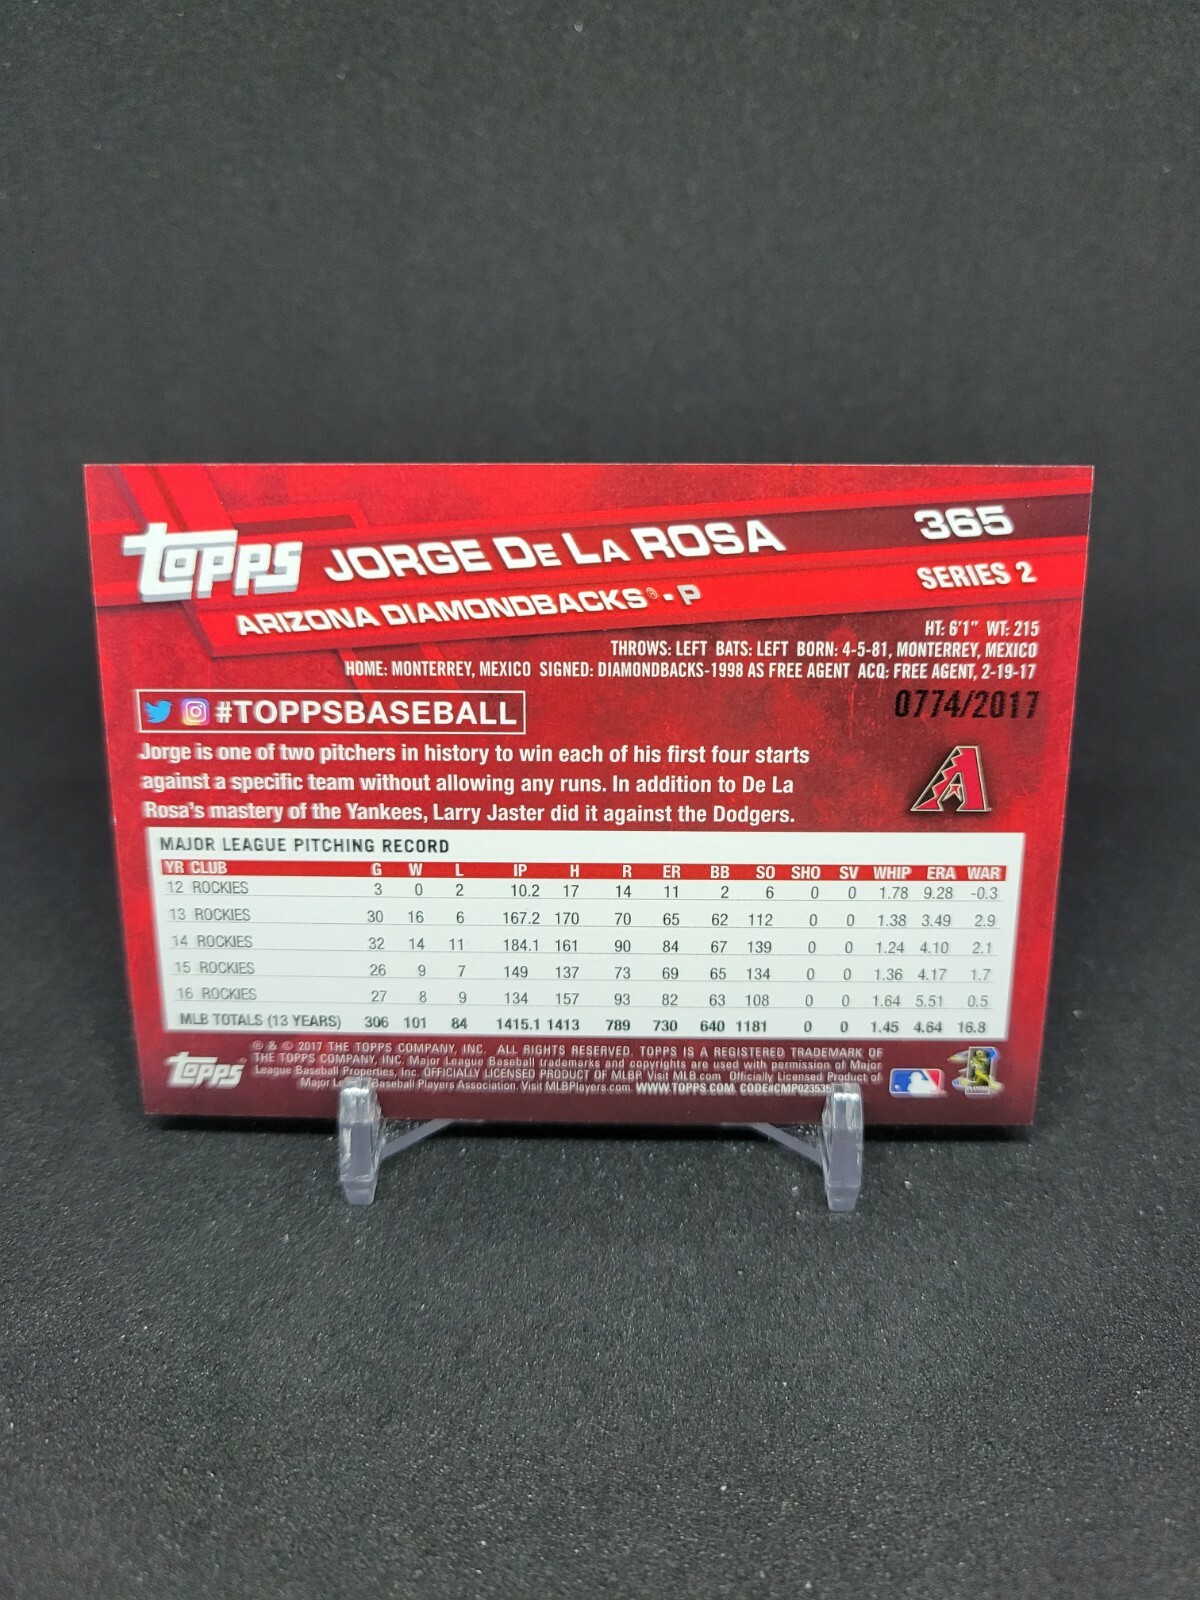 TOPPS JORGE DE LA ROSA 365
ARIZONA DIAMONDBACKS® • P SERIES 2
HT: 6'1" WT: 215
THROWS: LEFT BATS: LEFT BORN: 4-5-81, MONTERREY, MEXICO
HOME: MONTERREY, MEXICO SIGNED: DIAMONDBACKS-1998 AS FREE AGENT ACQ: FREE AGENT, 2-19-17
0774/2017
#TOPPSBASEBALL
Jorge is one of two pitchers in history to win each of his first four starts
against a specific team without allowing any runs. In addition to De La
Rosa's mastery of the Yankees, Larry Jaster did it against the Dodgers.
A
MAJOR LEAGUE PITCHING RECORD
YR CLUB G W L IP H R ER BB SO SHO SV WHIP ERA WAR
12 ROCKIES 3 0 2 10.2 17 14 11 2 6 0 0 1.78 9.28 -0.3
13 ROCKIES 30 16 6 167.2 170 70 65 62 112 0 0 1.38 3.49 2.9
14 ROCKIES 32 14 11 184.1 161 90 84 67 139 0 0 1.24 4.10 2.1
15 ROCKIES 26 9 7 149 137 73 69 65 134 0 0 1.36 4.17 1.7
16 ROCKIES 27 8 9 134 157 93 82 63 108 0 0 1.64 5.51 0.5
MLB TOTALS (13 YEARS) 306 101 84 1415.1 1413 789 730 640 1181 0 0 1.45 4.64 16.8
TOPPS
® & © 2017 THE TOPPS COMPANY, INC. ALL RIGHTS RESERVED. TOPPS IS A REGISTERED TRADEMARK OF
THE TOPPS COMPANY, INC. Major League Baseball trademarks and copyrights are used with permission of Major
League Baseball Properties, Inc. OFFICIALLY LICENSED PRODUCT OF MLBP. Visit MLB.com Officially Licensed Product of
Major Baseball Players Association. Visit MLBPlayers.com. WWW.TOPPS.COM. CODE#CMP02353